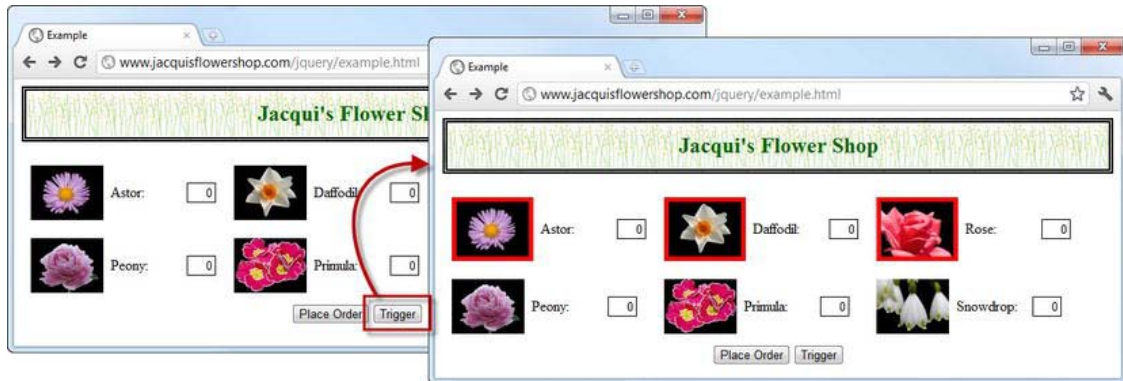 Example
www.jacquisflowershop.com/jquery/example.html
Jacqui's Flower Sh
Astor: 0 Daffodil: 0
Peony: 0 Primula: 0
Place Order Trigger
Example
www.jacquisflowershop.com/jquery/example.html
Jacqui's Flower Shop
Astor: 0 Daffodil: 0 Rose: 0
Peony: 0 Primula: 0 Snowdrop: 0
Place Order Trigger